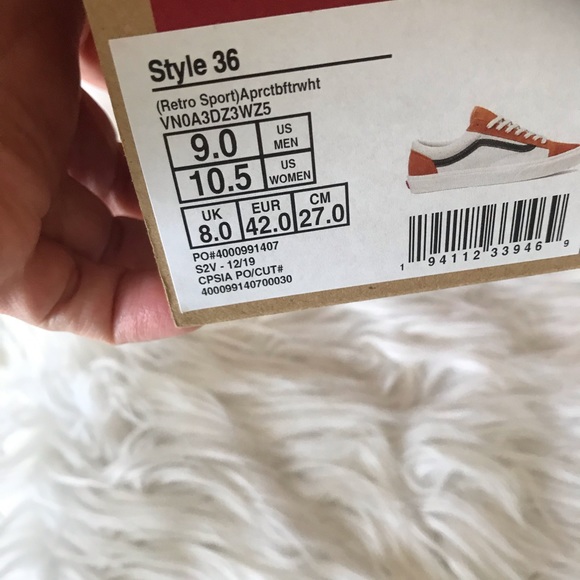 Style 36
(Retro Sport)Aprctbftrwht
VN0A3DZ3WZ5
9.0 US MEN
10.5 US WOMEN
UK EUR CM
8.0 42.0 27.0
PO#4000991407
S2V - 12/19
CPSIA PO/CUT#
400099140700030
1 94112 33946 9